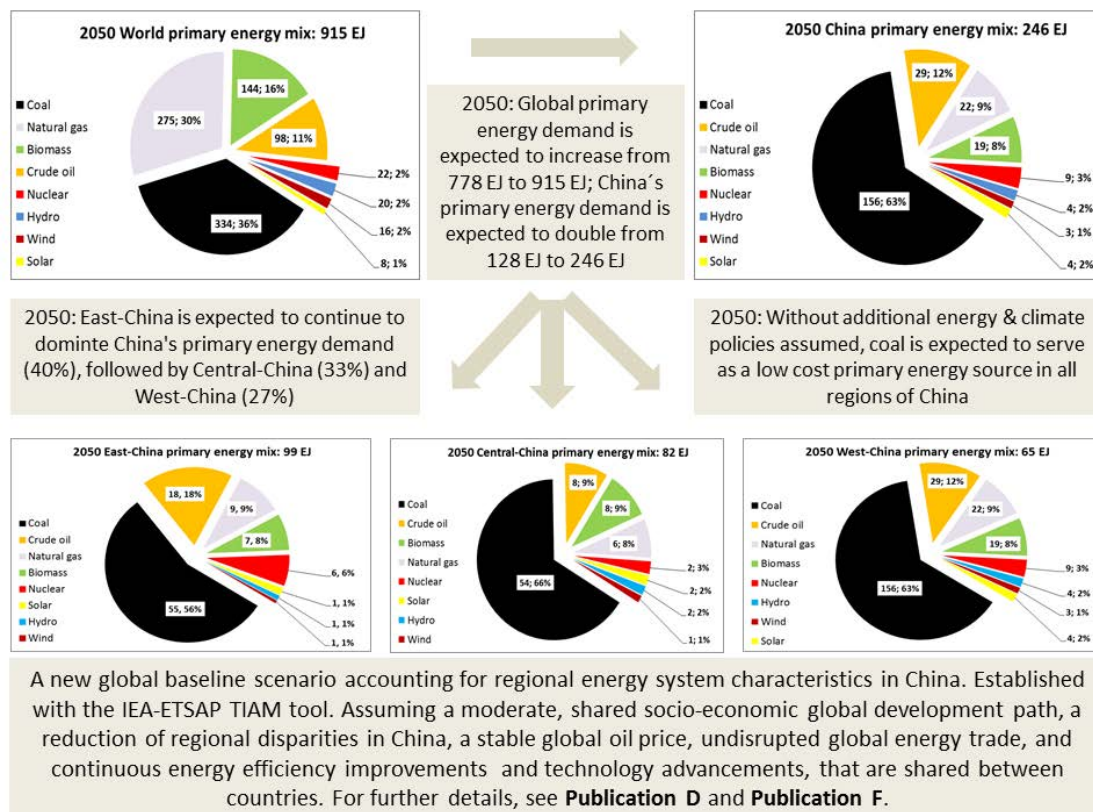 2050 World primary energy mix: 915 EJ
Coal
Natural gas
Biomass
Crude oil
Nuclear
Hydro
Wind
Solar
144; 16%
275; 30%
98; 11%
22; 2%
20; 2%
334; 36%
16; 2%
8; 1%
2050: Global primary
energy demand is
expected to increase from
778 EJ to 915 EJ; China´s
primary energy demand is
expected to double from
128 EJ to 246 EJ
2050 China primary energy mix: 246 EJ
Coal
Crude oil
Natural gas
Biomass
Nuclear
Hydro
Wind
Solar
29; 12%
22; 9%
19; 8%
9; 3%
156; 63%
4; 2%
3; 1%
4; 2%
2050: East-China is expected to continue to
dominte China's primary energy demand
(40%), followed by Central-China (33%) and
West-China (27%)
2050: Without additional energy & climate
policies assumed, coal is expected to serve
as a low cost primary energy source in all
regions of China
2050 East-China primary energy mix: 99 EJ
Coal
Crude oil
Natural gas
Biomass
Nuclear
Solar
Hydro
Wind
18, 18%
9, 9%
7, 8%
6, 6%
1, 1%
55, 56%
1, 1%
1, 1%
2050 Central-China primary energy mix: 82 EJ
Coal
Crude oil
Biomass
Natural gas
Nuclear
Solar
Hydro
Wind
8; 9%
8; 9%
6; 8%
2; 3%
54; 66%
2; 2%
2; 2%
1; 1%
2050 West-China primary energy mix: 65 EJ
Coal
Crude oil
Natural gas
Biomass
Nuclear
Hydro
Wind
Solar
29; 12%
22; 9%
19; 8%
9; 3%
156; 63%
4; 2%
3; 1%
4; 2%
A new global baseline scenario accounting for regional energy system characteristics in China. Established
with the IEA-ETSAP TIAM tool. Assuming a moderate, shared socio-economic global development path, a
reduction of regional disparities in China, a stable global oil price, undisrupted global energy trade, and
continuous energy efficiency improvements and technology advancements, that are shared between
countries. For further details, see Publication D and Publication F.